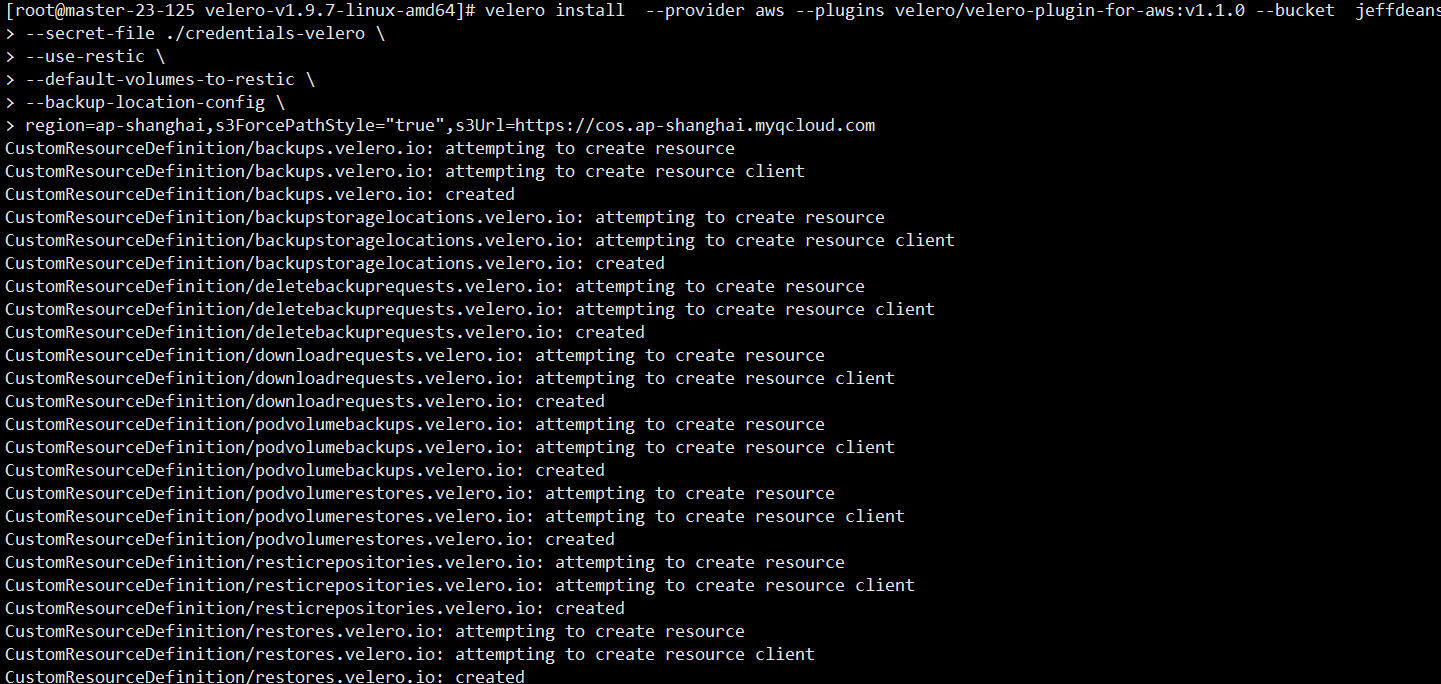 [root@master-23-125 velero-v1.9.7-linux-amd64]# velero install  --provider aws --plugins velero/velero-plugin-for-aws:v1.1.0 --bucket  jeffdeans
> --secret-file ./credentials-velero \
> --use-restic \
> --default-volumes-to-restic \
> --backup-location-config \
> region=ap-shanghai,s3ForcePathStyle="true",s3Url=https://cos.ap-shanghai.myqcloud.com
CustomResourceDefinition/backups.velero.io: attempting to create resource
CustomResourceDefinition/backups.velero.io: attempting to create resource client
CustomResourceDefinition/backups.velero.io: created
CustomResourceDefinition/backupstoragelocations.velero.io: attempting to create resource
CustomResourceDefinition/backupstoragelocations.velero.io: attempting to create resource client
CustomResourceDefinition/backupstoragelocations.velero.io: created
CustomResourceDefinition/deletebackuprequests.velero.io: attempting to create resource
CustomResourceDefinition/deletebackuprequests.velero.io: attempting to create resource client
CustomResourceDefinition/deletebackuprequests.velero.io: created
CustomResourceDefinition/downloadrequests.velero.io: attempting to create resource
CustomResourceDefinition/downloadrequests.velero.io: attempting to create resource client
CustomResourceDefinition/downloadrequests.velero.io: created
CustomResourceDefinition/podvolumebackups.velero.io: attempting to create resource
CustomResourceDefinition/podvolumebackups.velero.io: attempting to create resource client
CustomResourceDefinition/podvolumebackups.velero.io: created
CustomResourceDefinition/podvolumerestores.velero.io: attempting to create resource
CustomResourceDefinition/podvolumerestores.velero.io: attempting to create resource client
CustomResourceDefinition/podvolumerestores.velero.io: created
CustomResourceDefinition/resticrepositories.velero.io: attempting to create resource
CustomResourceDefinition/resticrepositories.velero.io: attempting to create resource client
CustomResourceDefinition/resticrepositories.velero.io: created
CustomResourceDefinition/restores.velero.io: attempting to create resource
CustomResourceDefinition/restores.velero.io: attempting to create resource client
CustomResourceDefinition/restores.velero.io: created